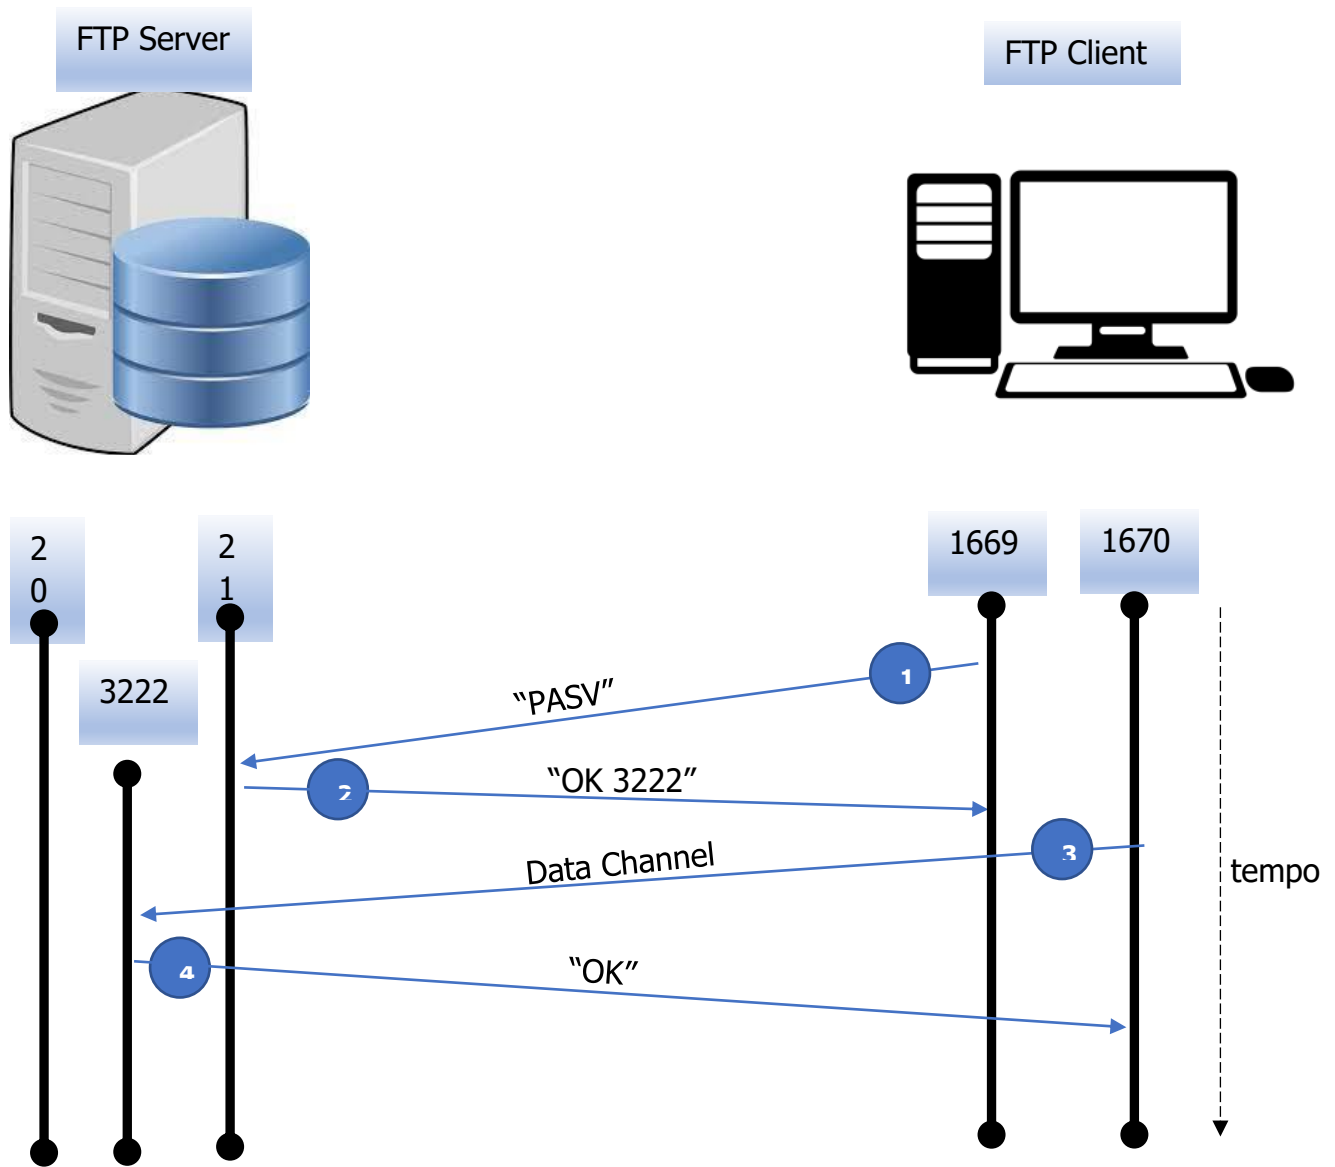 FTP Server
FTP Client
2
0
2
1
1669
1670
3222
1
“PASV”
2
“OK 3222”
3
Data Channel
tempo
4
“OK”